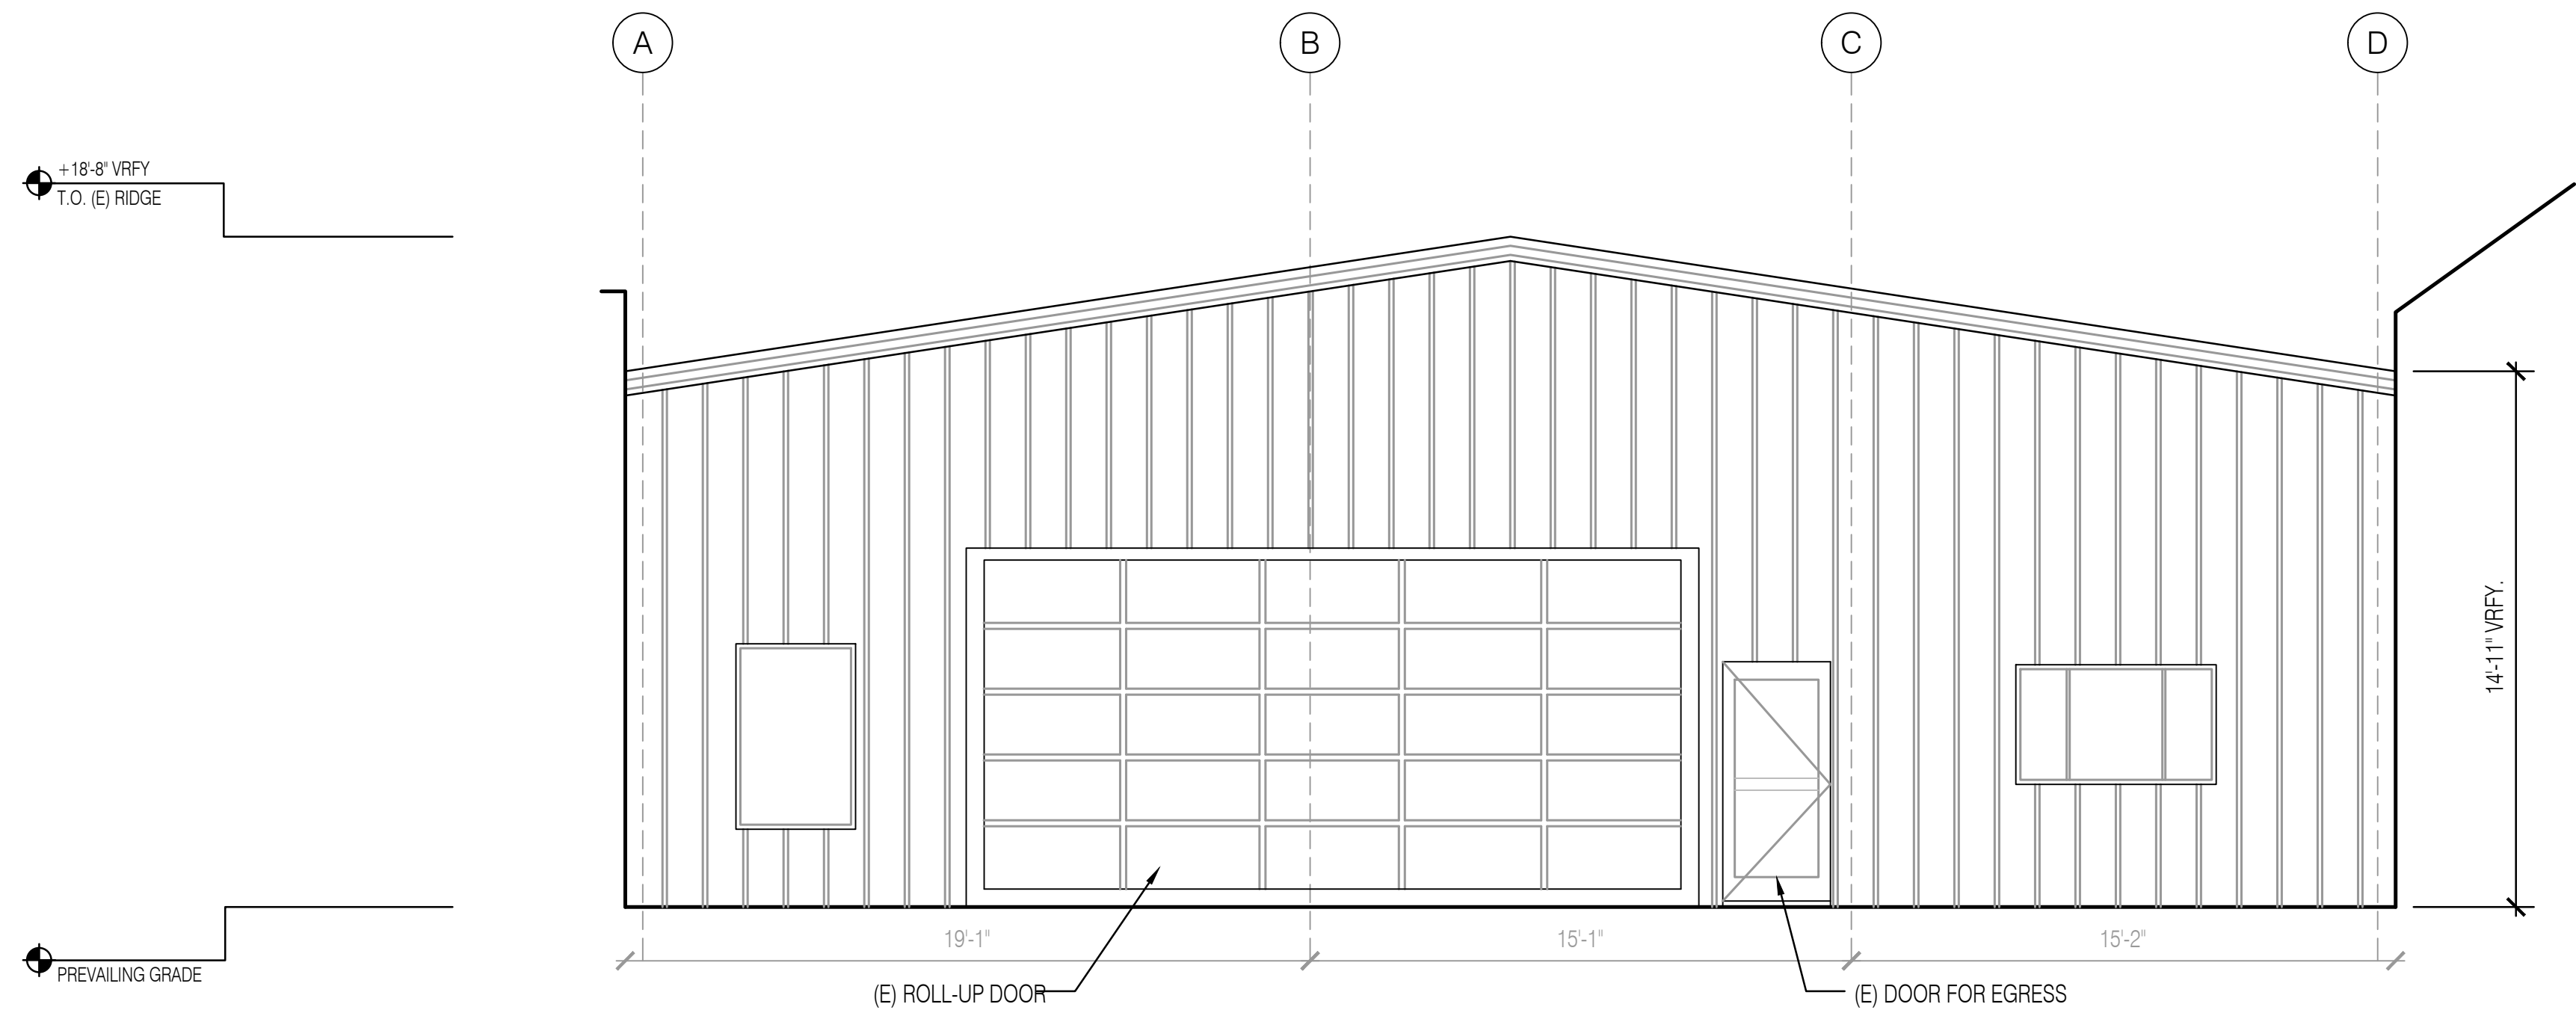 A
B
C
D
+18'-8" VRFY
T.O. (E) RIDGE
14'-11" VRFY.
19'-1"
15'-1"
15'-2"
PREVAILING GRADE
(E) ROLL-UP DOOR
(E) DOOR FOR EGRESS